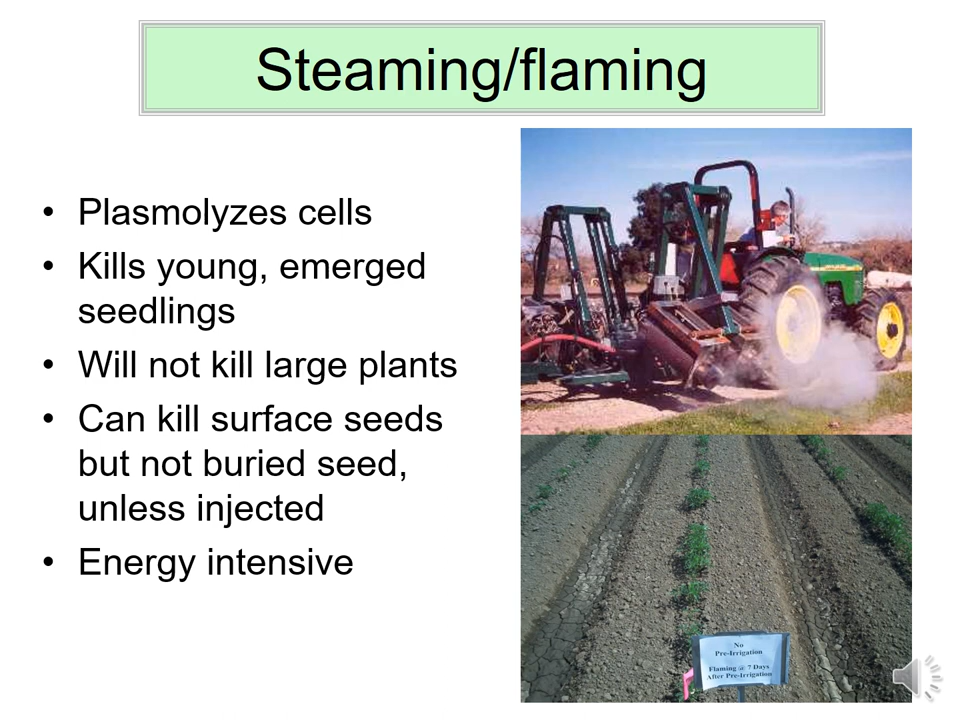 Steaming/flaming
• Plasmolyzes cells
• Kills young, emerged
seedlings
• Will not kill large plants
• Can kill surface seeds
but not buried seed,
unless injected
• Energy intensive
No
Pre-Irrigation
Flaming @ 7 Days
After Pre-Irrigation